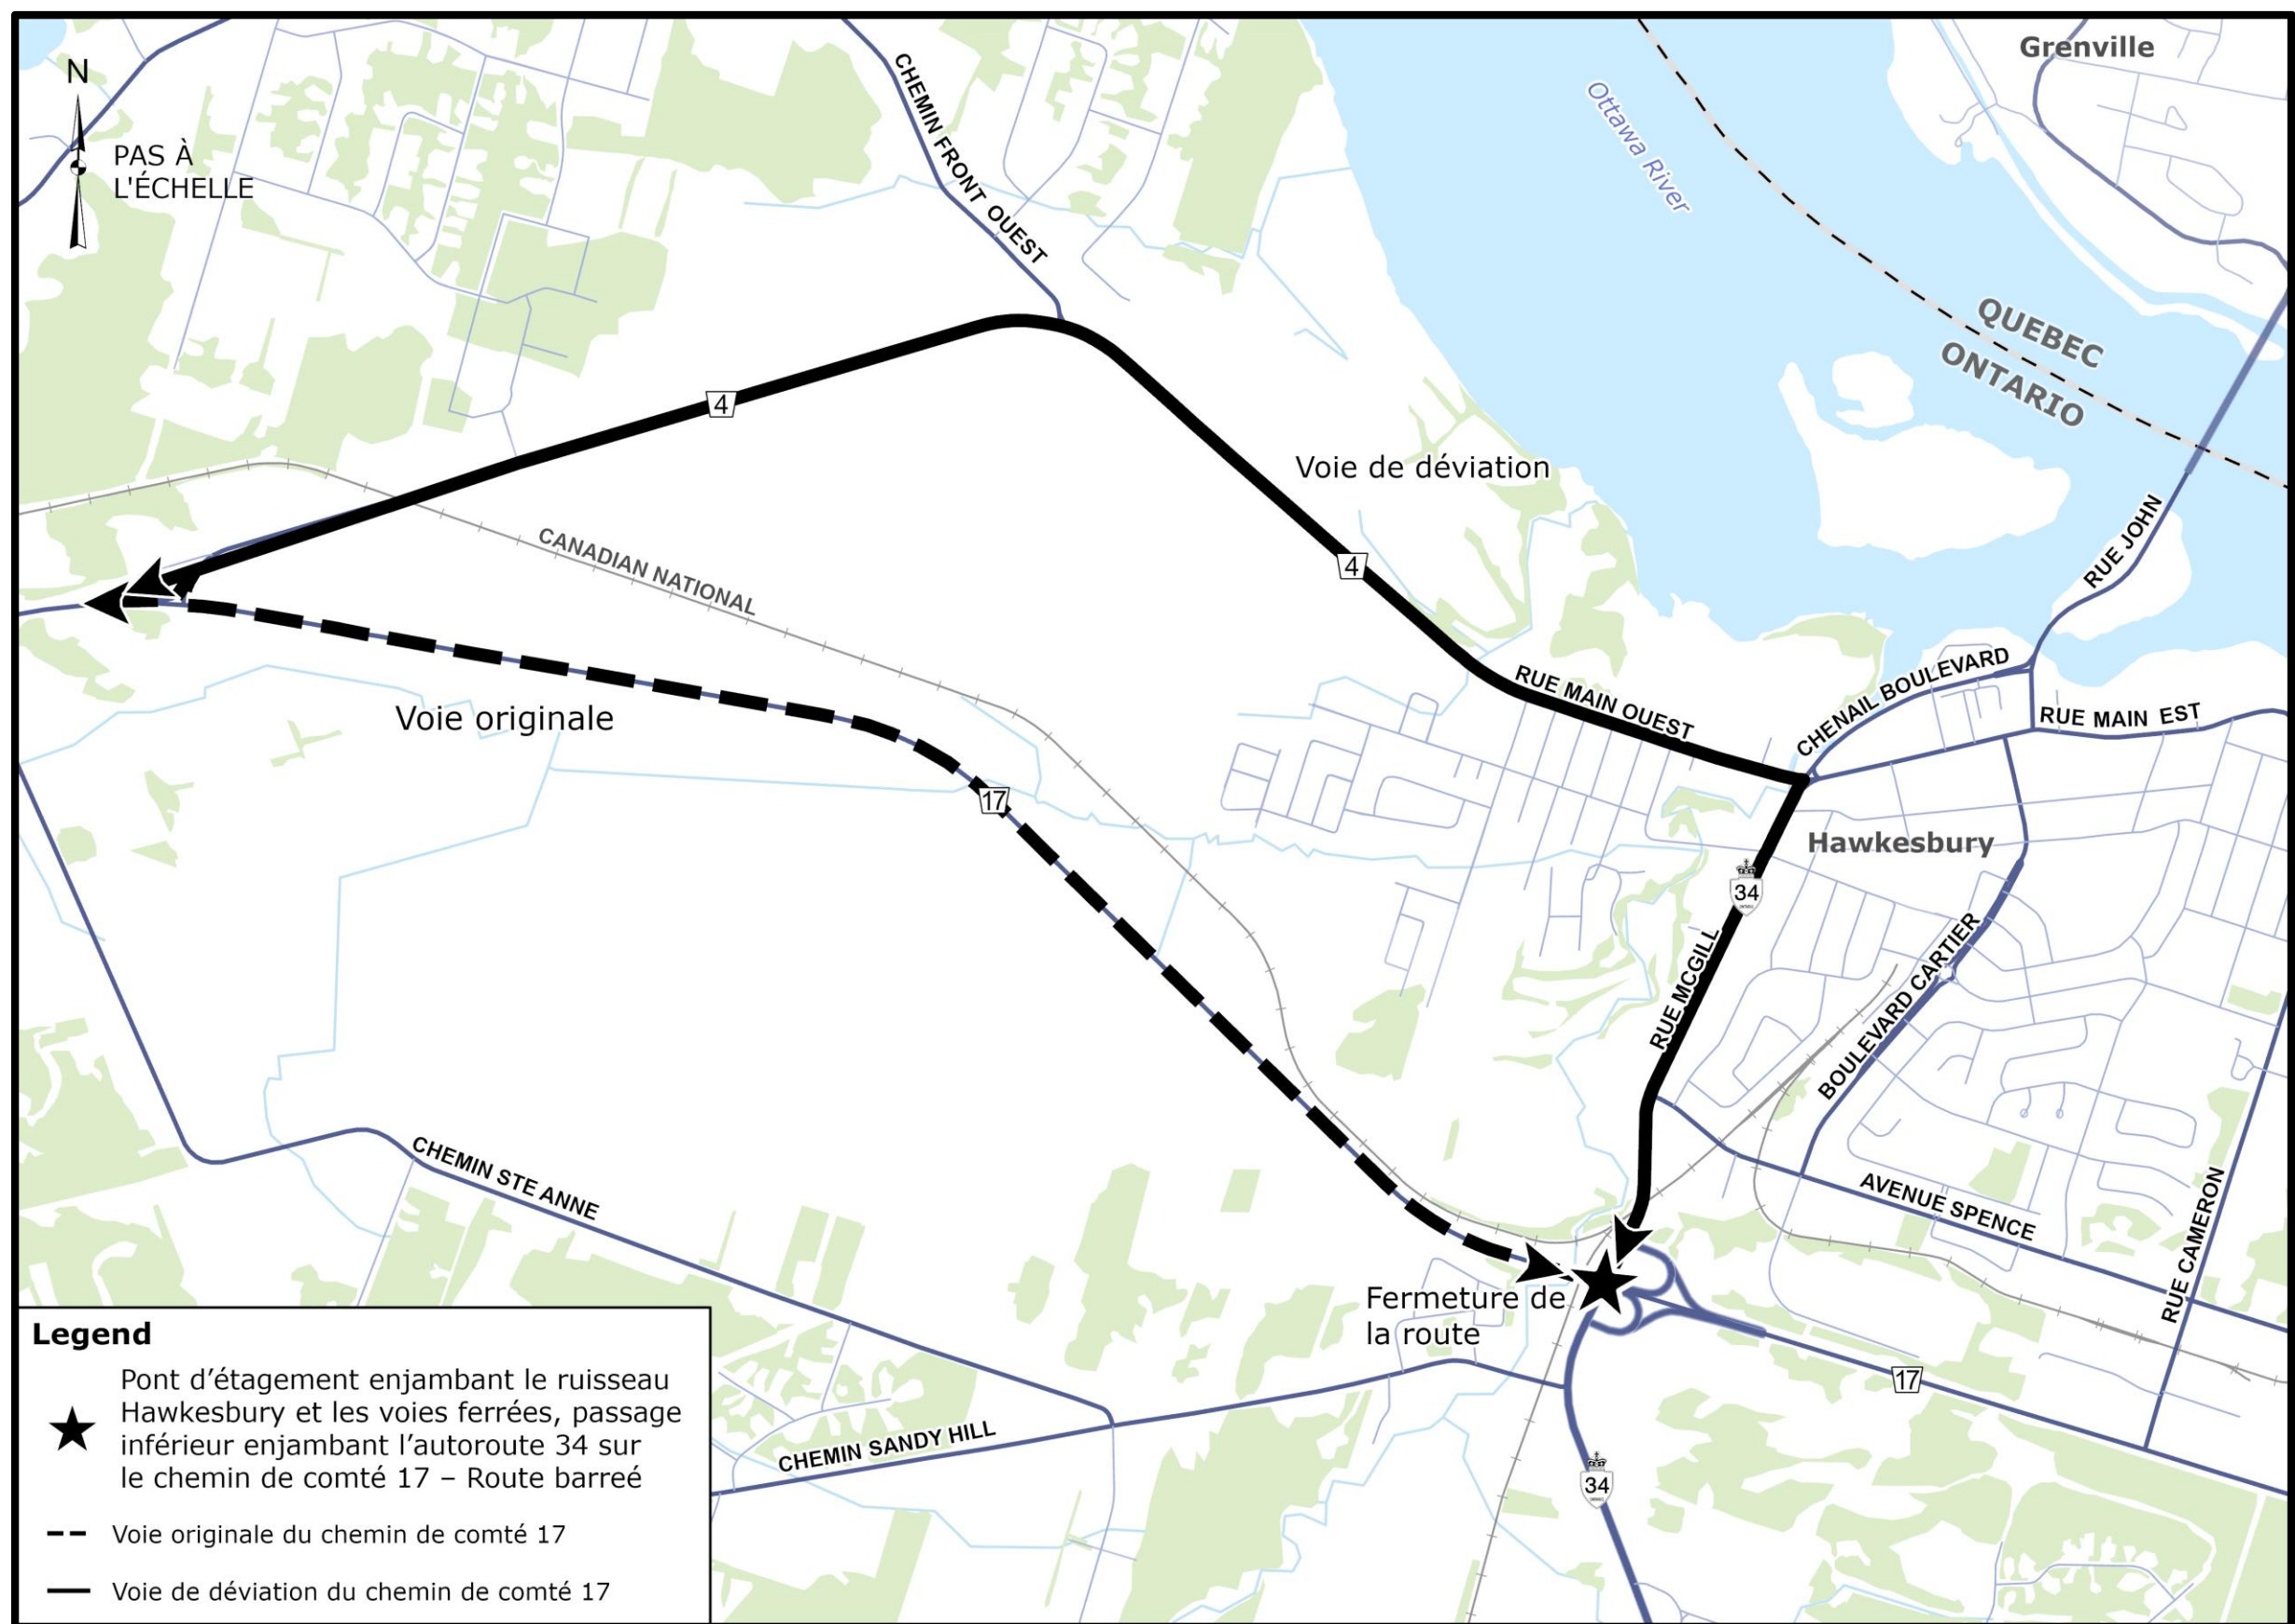 N
PAS À
L'ÉCHELLE
CHEMIN FRONT OUEST
Ottawa River
Grenville
QUEBEC
ONTARIO
4
Voie de déviation
4
CANADIAN NATIONAL
RUE JOHN
Voie originale
RUE MAIN OUEST
CHENAIL BOULEVARD
RUE MAIN EST
17
Hawkesbury
34
RUE MCGILL
BOULEVARD CARTIER
CHEMIN STE ANNE
AVENUE SPENCE
RUE CAMERON
Fermeture de
la route
17
CHEMIN SANDY HILL
34
Legend
Pont d’étagement enjambant le ruisseau
Hawkesbury et les voies ferrées, passage
inférieur enjambant l’autoroute 34 sur
le chemin de comté 17 – Route barreé
Voie originale du chemin de comté 17
Voie de déviation du chemin de comté 17